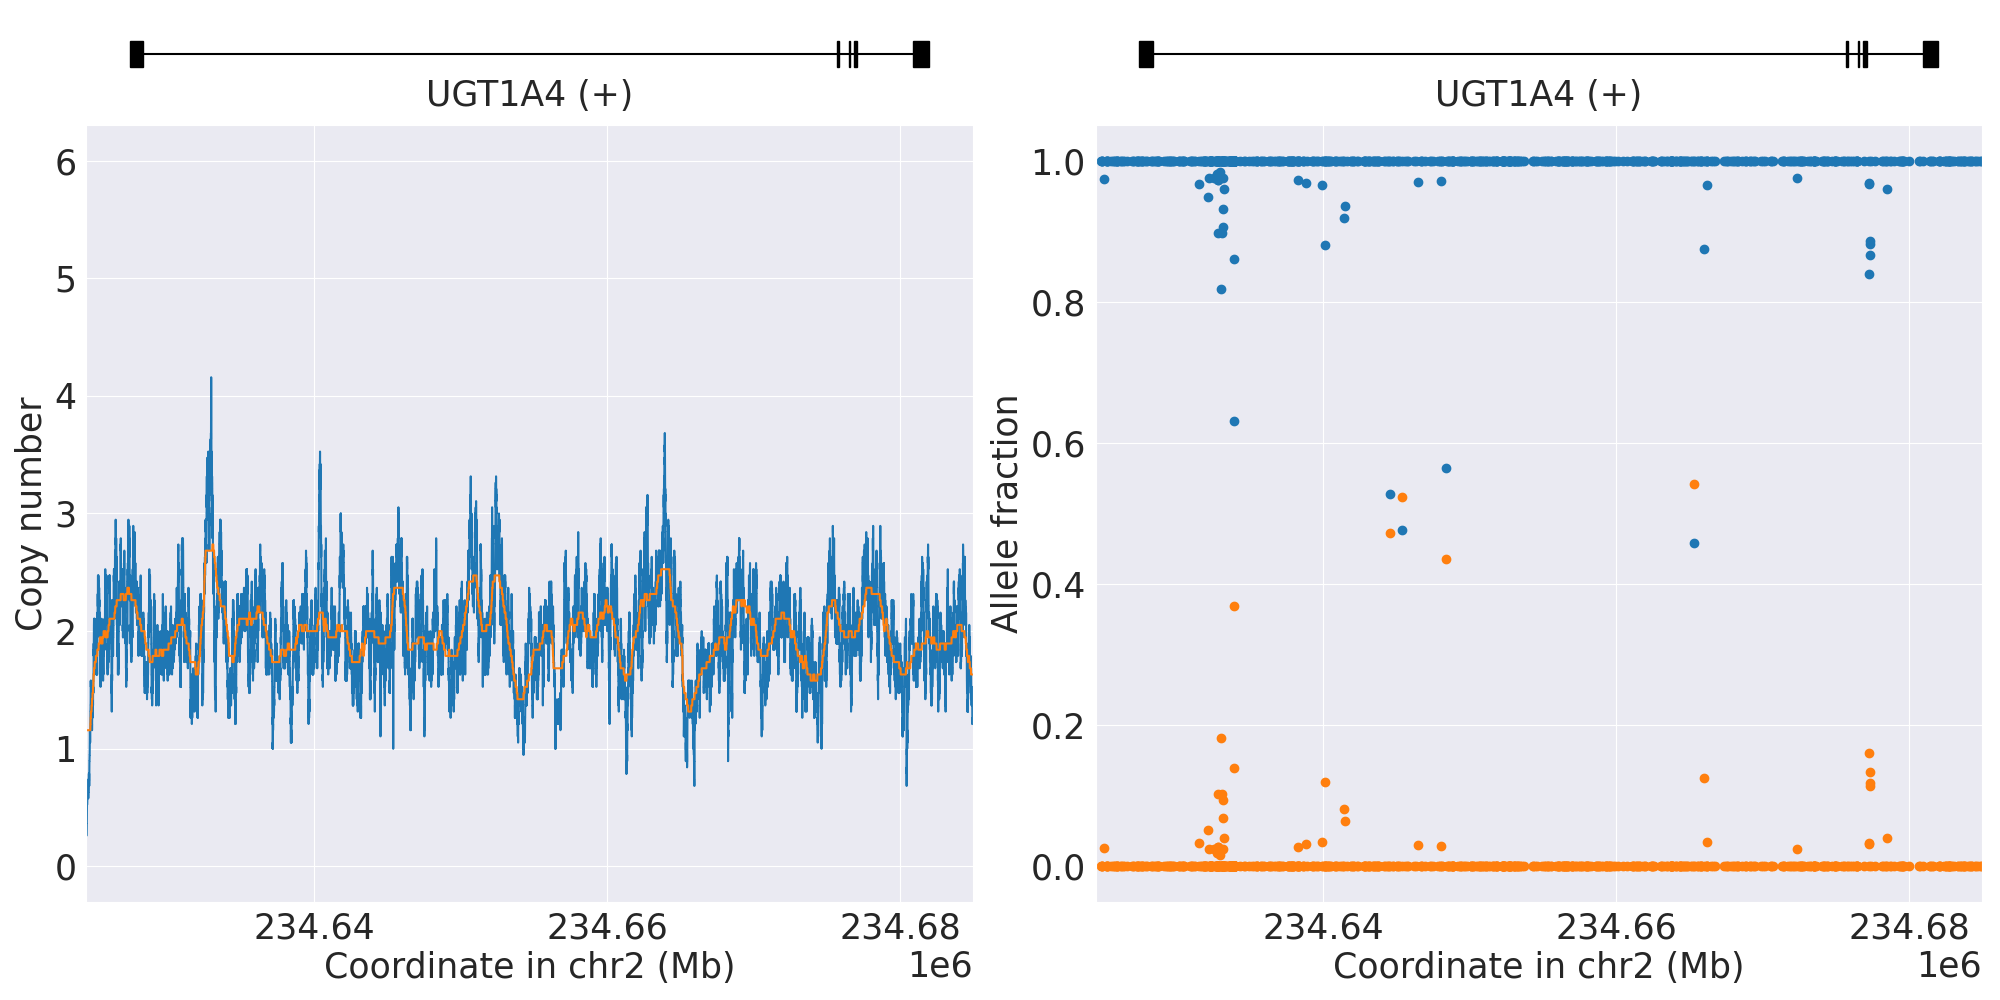 UGT1A4 (+)
6
5
4
3
2
1
0
Copy number
234.64 234.66 234.68
Coordinate in chr2 (Mb)
1e6
UGT1A4 (+)
1.0
0.8
0.6
0.4
0.2
0.0
Allele fraction
234.64 234.66 234.68
Coordinate in chr2 (Mb)
1e6